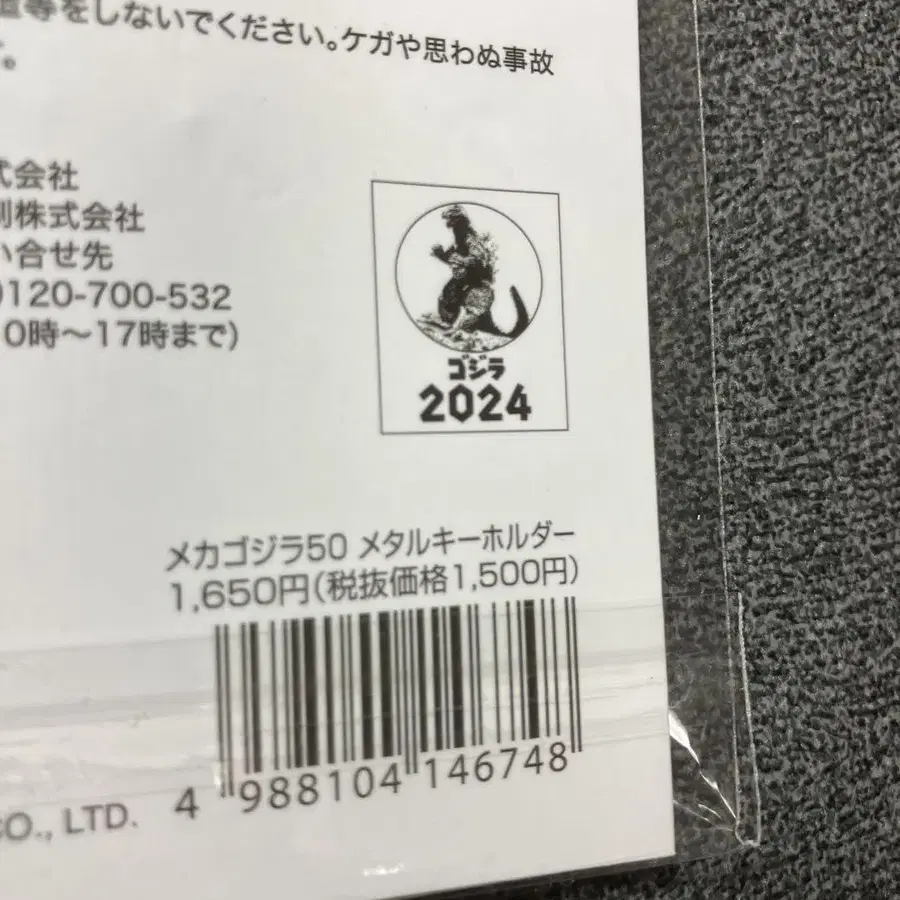 等をしないでください。ケガや思わぬ事故
す。
式会社
刷株式会社
い合せ先
0120-700-532
10時～17時まで)
ゴジラ
2024
メカゴジラ50 メタルキーホルダー
1,650円(税抜価格1,500円)
4 988104 146748
CO., LTD.